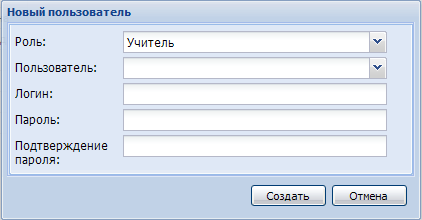 Новый пользователь
Роль: Учитель
Пользователь:
Логин:
Пароль:
Подтверждение
пароля:
Создать Отмена